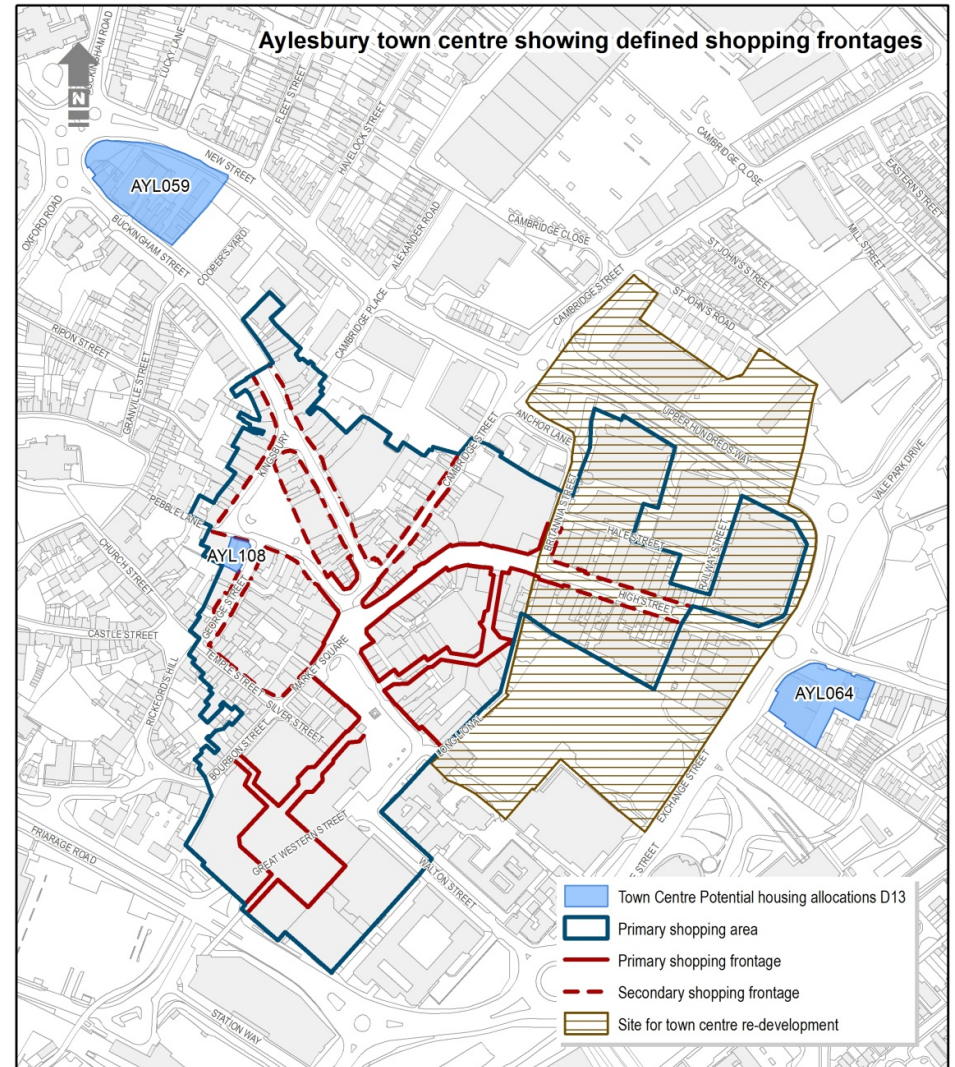 Aylesbury town centre showing defined shopping frontages
BUCKINGHAM ROAD
LUCKY LANE
FLEET STREET
HAVELOCK STREET
N
NEW STREET
AYL059
OXFORD ROAD
BUCKINGHAM STREET
COOPER'S YARD
ALEXANDER ROAD
CAMBRIDGE CLOSE
CAMBRIDGE CLOSE
EASTERN STREET
MILL STREET
ST JOHN'S STREET
ST JOHN'S ROAD
CAMBRIDGE STREET
CAMBRIDGE PLACE
RIPON STREET
GRANVILLE STREET
ANCHOR LANE
UPPER HUNDREDS WAY
VALE PARK DRIVE
KINGSBURY
CAMBRIDGE STREET
PEBBLE LANE
BRITANNIA STREET
HALE STREET
RAILWAY STREET
AYL108
CHURCH STREET
HIGH STREET
GEORGE STREET
CASTLE STREET
TEMPLE STREET
MARKET SQUARE
RICKFORDS HILL
SILVER STREET
AYL064
BOURBON STREET
LONG LIONAL
EXCHANGE STREET
FRIARAGE ROAD
GREAT WESTERN STREET
WALTON STREET
STATION WAY
Town Centre Potential housing allocations D13
Primary shopping area
Primary shopping frontage
Secondary shopping frontage
Site for town centre re-development